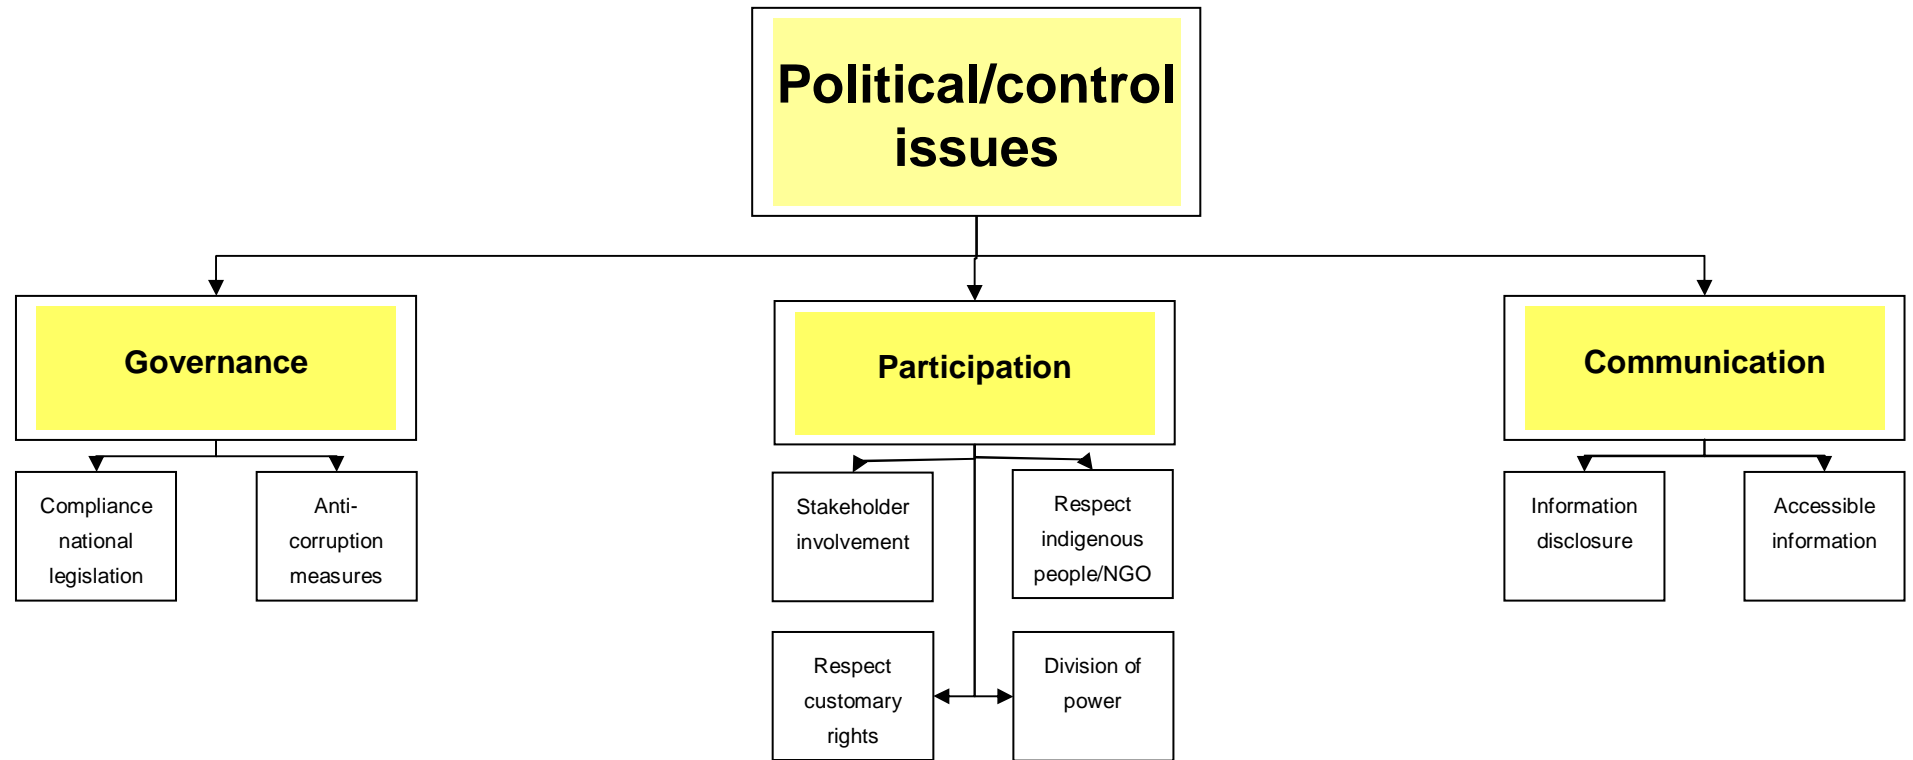 Political/control
issues
Governance
Participation
Communication
Compliance
national
legislation
Anti-
corruption
measures
Stakeholder
involvement
Respect
indigenous
people/NGO
Information
disclosure
Accessible
information
Respect
customary
rights
Division of
power